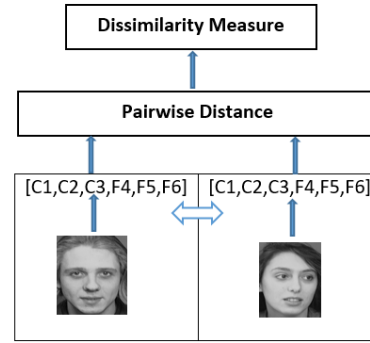 Dissimilarity Measure
Pairwise Distance
[C1,C2,C3,F4,F5,F6]
[C1,C2,C3,F4,F5,F6]